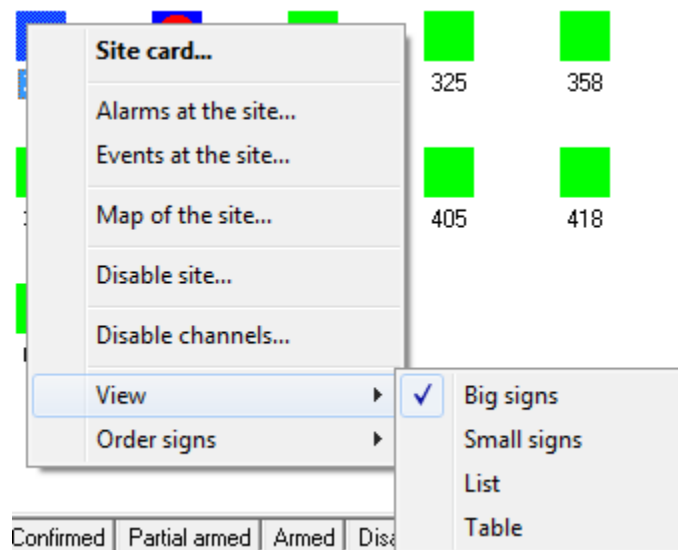 Site card...
325
358
Alarms at the site...
Events at the site...
Map of the site...
405
418
Disable site...
Disable channels...
View
Big signs
Order signs
Small signs
List
Table
Confirmed
Partial armed
Armed